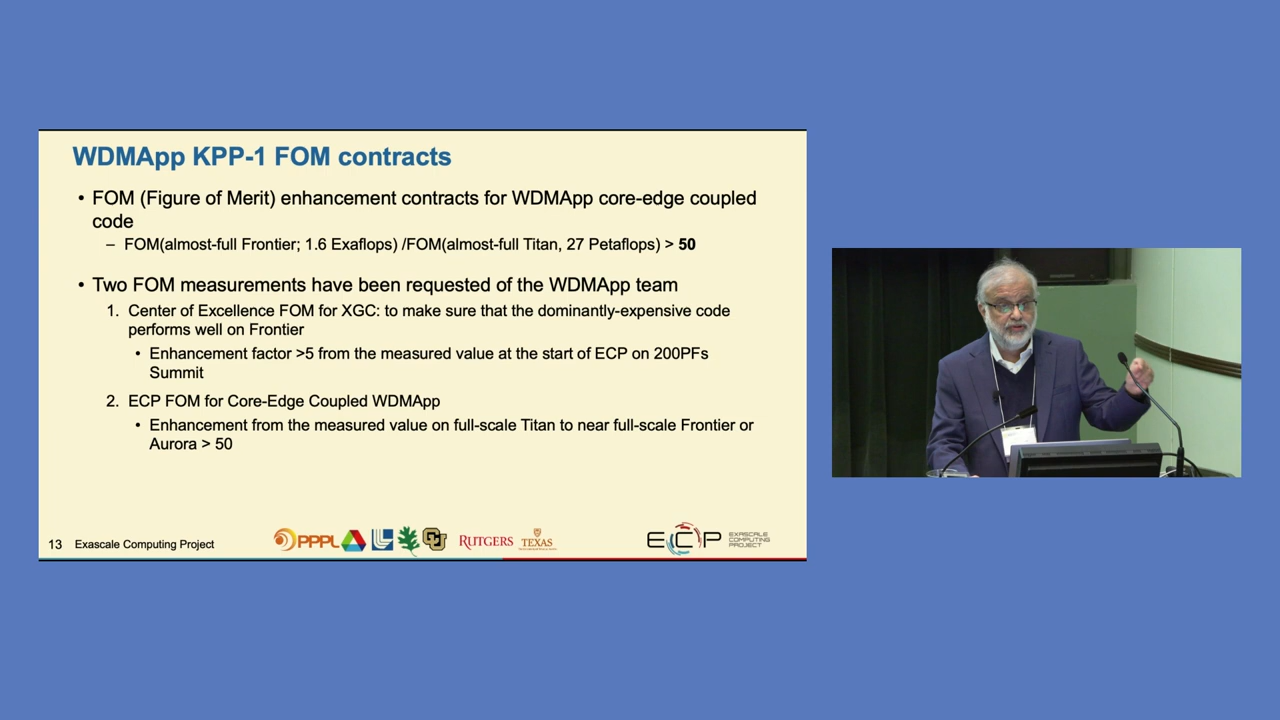 WDMApp KPP-1 FOM contracts
• FOM (Figure of Merit) enhancement contracts for WDMApp core-edge coupled
code
– FOM(almost-full Frontier; 1.6 Exaflops) /FOM(almost-full Titan, 27 Petaflops) > 50
• Two FOM measurements have been requested of the WDMApp team
1. Center of Excellence FOM for XGC: to make sure that the dominantly-expensive code
performs well on Frontier
• Enhancement factor >5 from the measured value at the start of ECP on 200PFs
Summit
2. ECP FOM for Core-Edge Coupled WDMApp
• Enhancement from the measured value on full-scale Titan to near full-scale Frontier or
Aurora > 50
13 Exascale Computing Project
PPPL
CU
RUTGERS
TEXAS
ECP
EXASCALE
COMPUTING
PROJECT